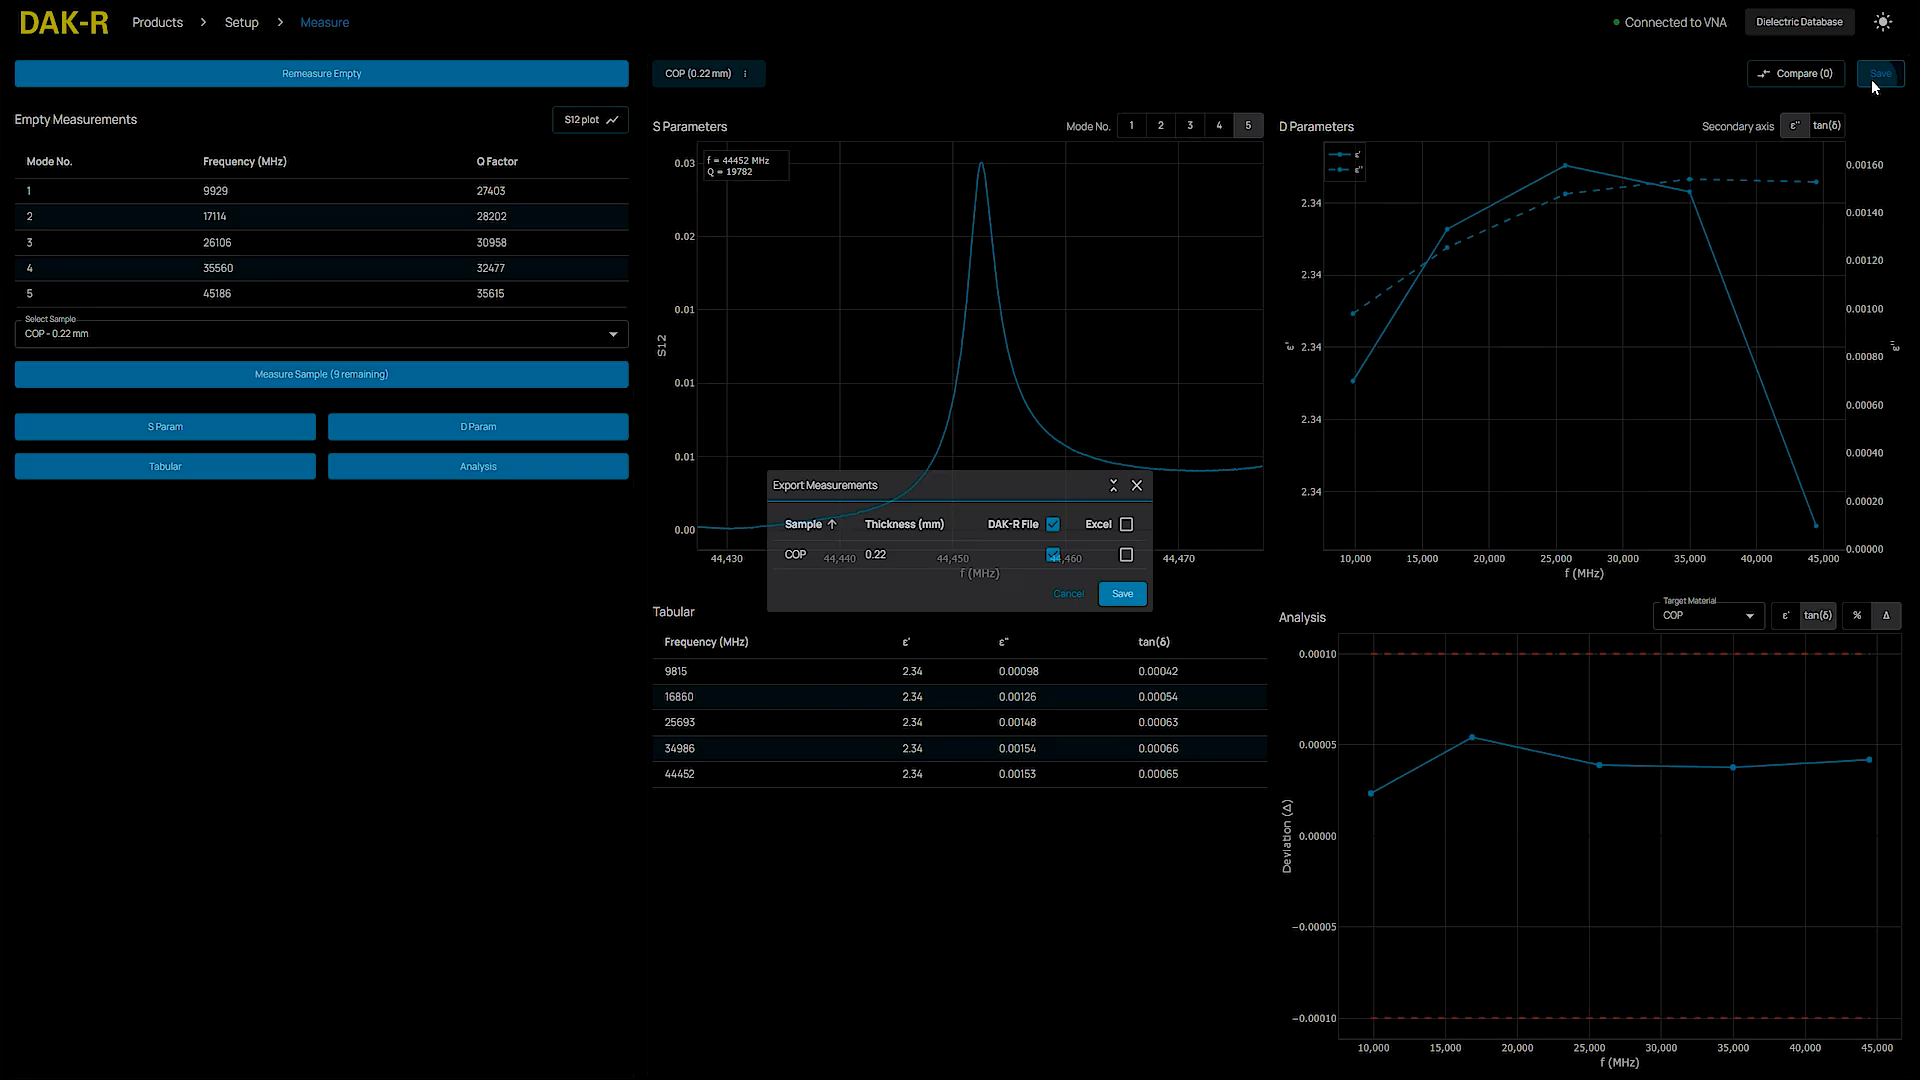 DAK-R Products > Setup > Measure
Connected to VNA Dielectric Database
Remeasure Empty
Empty Measurements S12 plot
Mode No. Frequency (MHz) Q Factor
1 9929 27403
2 17114 28202
3 26106 30958
4 35560 32477
5 45186 35615
Select Sample
COP - 0.22 mm
Measure Sample (9 remaining)
S Param D Param
Tabular Analysis
COP (0.22 mm)
Compare (0) Save
S Parameters Mode No. 1 2 3 4 5
f = 44452 MHz
Q = 19782
0.03
0.02
0.01
0.01
0.01
0.00
S12
44,430 44,440 44,450 44,460 44,470
f (MHz)
D Parameters Secondary axis ε'' tan(δ)
ε'
ε''
2.34
2.34
2.34
2.34
2.34
ε'
0.00160
0.00140
0.00120
0.00100
0.00080
0.00060
0.00040
0.00020
0.00000
ε''
10,000 15,000 20,000 25,000 30,000 35,000 40,000 45,000
f (MHz)
Export Measurements
Sample Thickness (mm) DAK-R File Excel
COP 0.22
Cancel Save
Tabular
Frequency (MHz) ε' ε'' tan(δ)
9815 2.34 0.00098 0.00042
16860 2.34 0.00126 0.00054
25693 2.34 0.00148 0.00063
34986 2.34 0.00154 0.00066
44452 2.34 0.00153 0.00065
Analysis
Target Material
COP
ε' tan(δ) % Δ
0.00010
0.00005
0.00000
−0.00005
−0.00010
Deviation (Δ)
10,000 15,000 20,000 25,000 30,000 35,000 40,000 45,000
f (MHz)